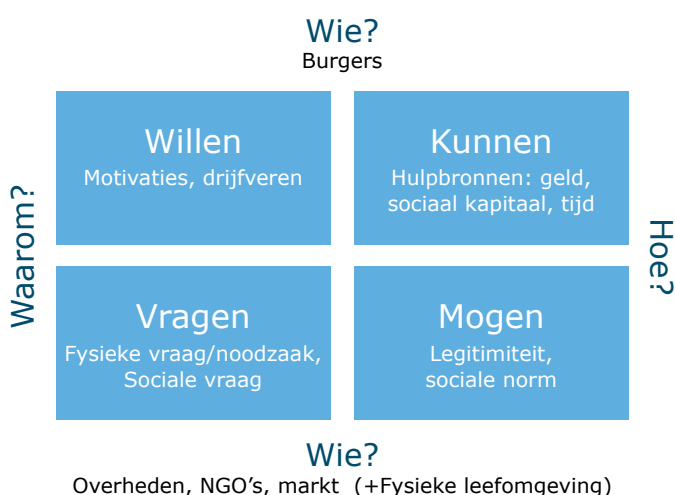 Wie?
Burgers
Waarom?
Willen
Motivaties, drijfveren
Kunnen
Hulpbronnen: geld,
sociaal kapitaal, tijd
Hoe?
Vragen
Fysieke vraag/noodzaak,
Sociale vraag
Mogen
Legitimiteit,
sociale norm
Wie?
Overheden, NGO’s, markt (+Fysieke leefomgeving)